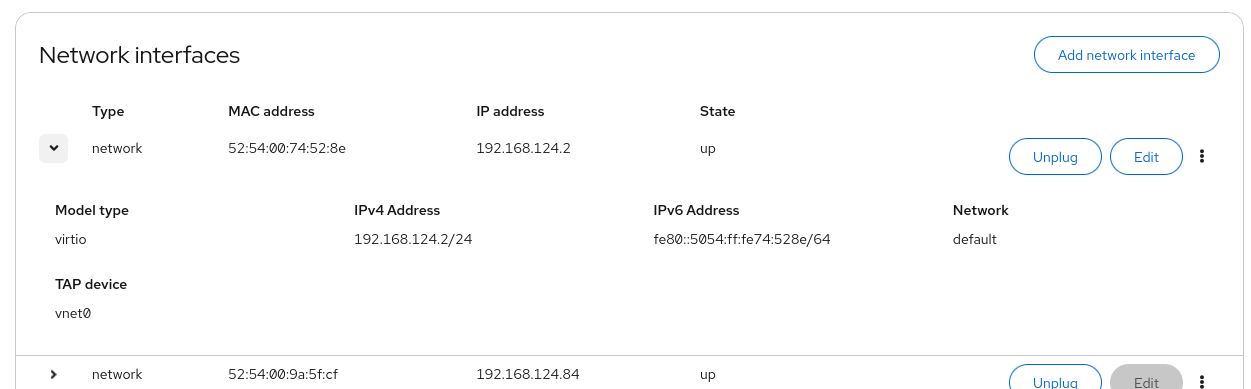 Network interfaces
Add network interface
Type MAC address IP address State
network 52:54:00:74:52:8e 192.168.124.2 up
Unplug Edit
Model type IPv4 Address IPv6 Address Network
virtio 192.168.124.2/24 fe80::5054:ff:fe74:528e/64 default
TAP device
vnet0
network 52:54:00:9a:5f:cf 192.168.124.84 up
Unplug Edit